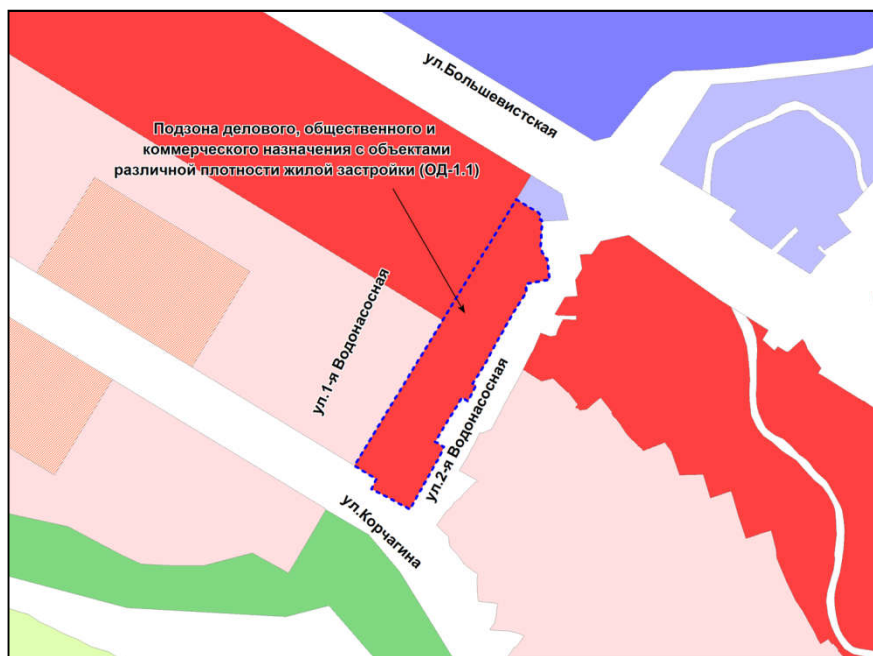 ул.Большевистская
Подзона делового, общественного и
коммерческого назначения с объектами
различной плотности жилой застройки (ОД-1.1)
ул.1-я Водонасосная
ул.2-я Водонасосная
ул.Корчагина